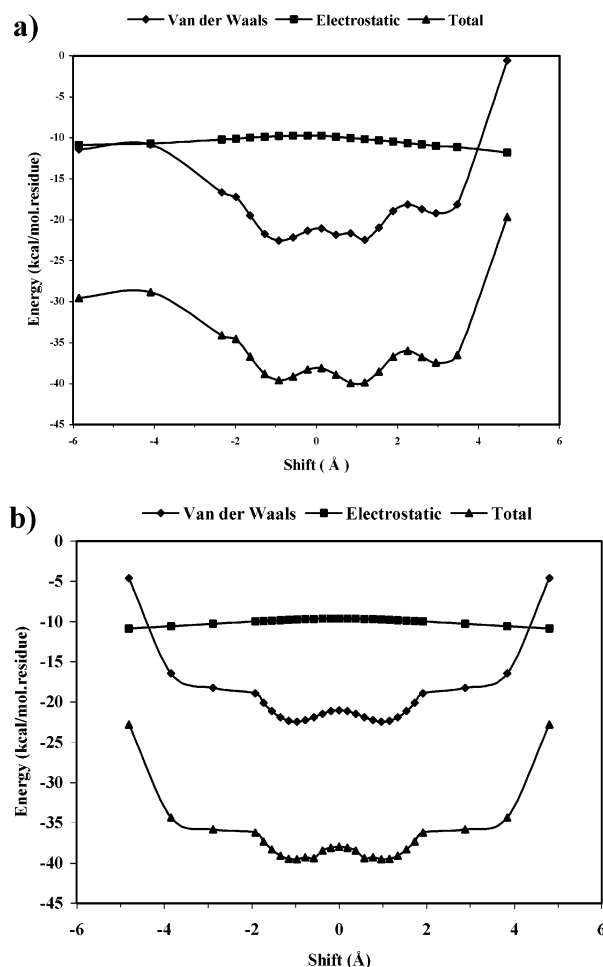 a)
Van der Waals Electrostatic Total
0
-5
-10
-15
-20
-25
-30
-35
-40
-45
Energy (kcal/mol.residue)
-6 -4 -2 0 2 4 6
Shift ( Å )
b)
Van der Waals Electrostatic Total
0
-5
-10
-15
-20
-25
-30
-35
-40
-45
Energy (kcal/mol.residue)
-6 -4 -2 0 2 4 6
Shift (Å)